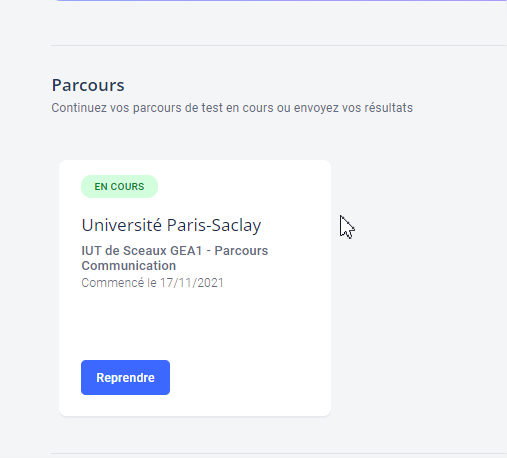 Parcours
Continuez vos parcours de test en cours ou envoyez vos résultats
EN COURS
Université Paris-Saclay
IUT de Sceaux GEA1 - Parcours
Communication
Commencé le 17/11/2021
Reprendre